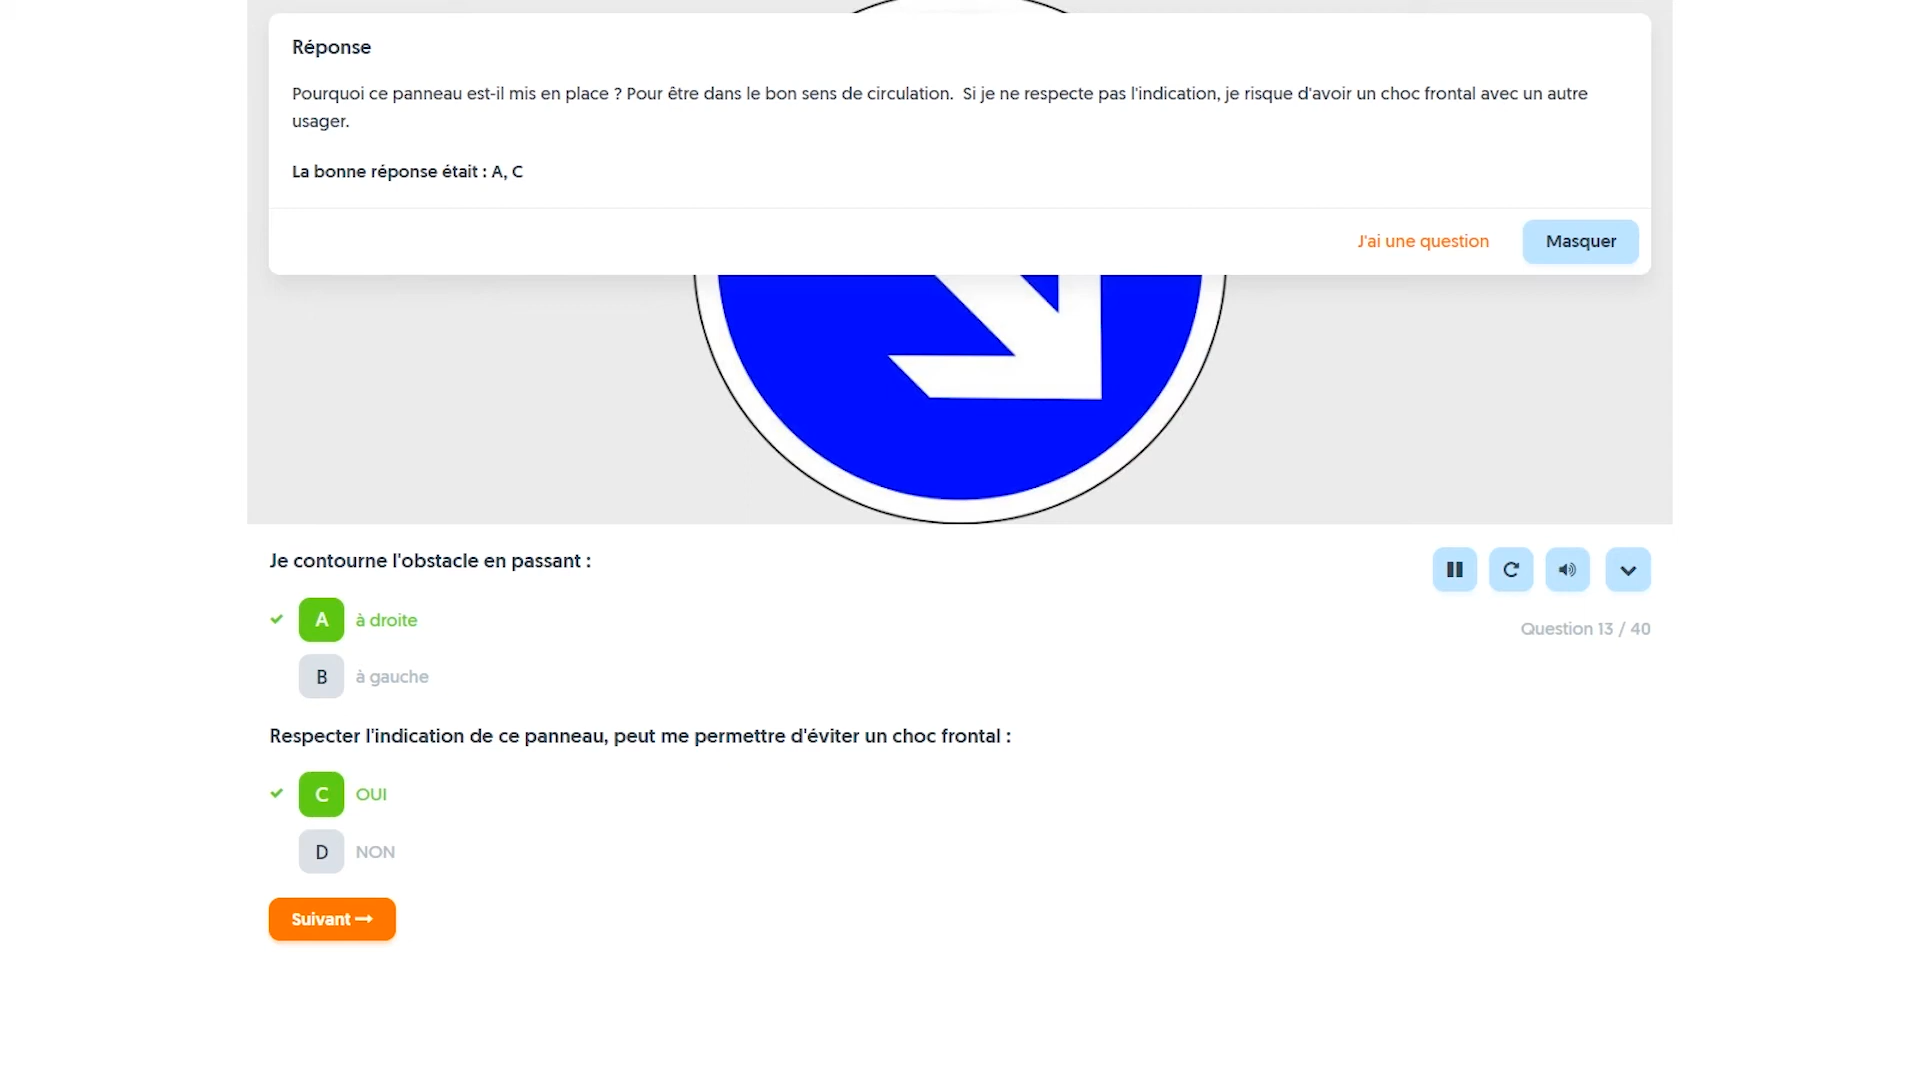 Réponse
Pourquoi ce panneau est-il mis en place ? Pour être dans le bon sens de circulation.  Si je ne respecte pas l'indication, je risque d'avoir un choc frontal avec un autre
usager.
La bonne réponse était : A, C
J'ai une question
Masquer
Je contourne l'obstacle en passant :
A à droite
Question 13 / 40
B à gauche
Respecter l'indication de ce panneau, peut me permettre d'éviter un choc frontal :
C OUI
D NON
Suivant →